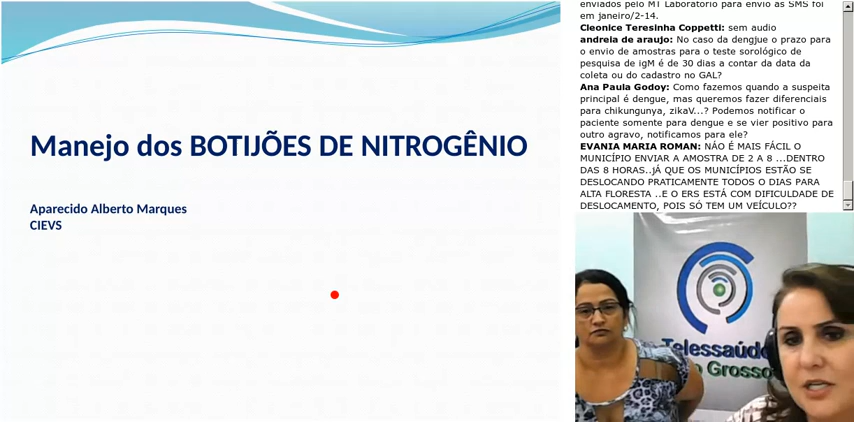 Manejo dos BOTIJÕES DE NITROGÊNIO
Aparecido Alberto Marques
CIEVS
enviados pelo MT Laboratório para envio às SMS foi
em janeiro/2-14.
Cleonice Teresinha Coppetti: sem audio
andreia de araujo: No caso da dengjue o prazo para
o envio de amostras para o teste sorológico de
pesquisa de igM é de 30 dias a contar da data da
coleta ou do cadastro no GAL?
Ana Paula Godoy: Como fazemos quando a suspeita
principal é dengue, mas queremos fazer diferenciais
para chikungunya, zikaV...? Podemos notificar o
paciente somente para dengue e se vier positivo para
outro agravo, notificamos para ele?
EVANIA MARIA ROMAN: NÃO É MAIS FÁCIL O
MUNICÍPIO ENVIAR A AMOSTRA DE 2 A 8 ...DENTRO
DAS 8 HORAS..jÁ QUE OS MUNICÍPIOS ESTÃO SE
DESLOCANDO PRATICAMENTE TODOS O DIAS PARA
ALTA FLORESTA ..E O ERS ESTÁ COM DIFICULDADE DE
DESLOCAMENTO, POIS SÓ TEM UM VEÍCULO??
Telessaúde
Grosso